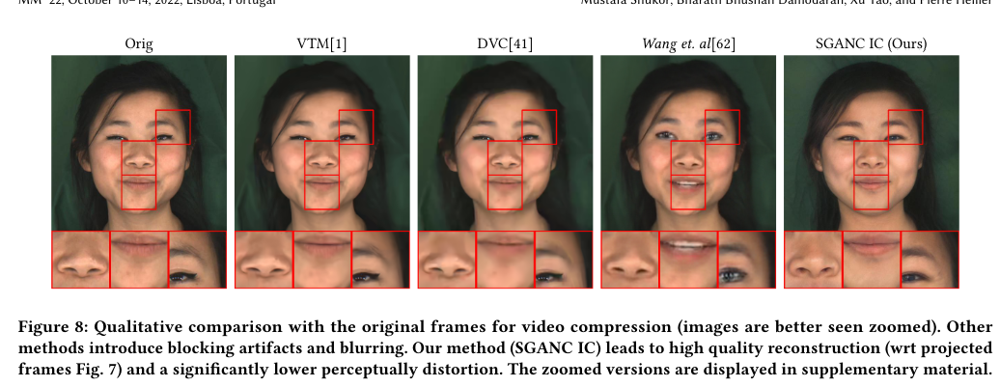 MM '22, October 10–14, 2022, Lisboa, Portugal
Mustafa Shukor, Bharath Bhushan Damodaran, Xu Yao, and Pierre Hellier
Orig
VTM[1]
DVC[41]
Wang et. al[62]
SGANC IC (Ours)
Figure 8: Qualitative comparison with the original frames for video compression (images are better seen zoomed). Other
methods introduce blocking artifacts and blurring. Our method (SGANC IC) leads to high quality reconstruction (wrt projected
frames Fig. 7) and a significantly lower perceptually distortion. The zoomed versions are displayed in supplementary material.